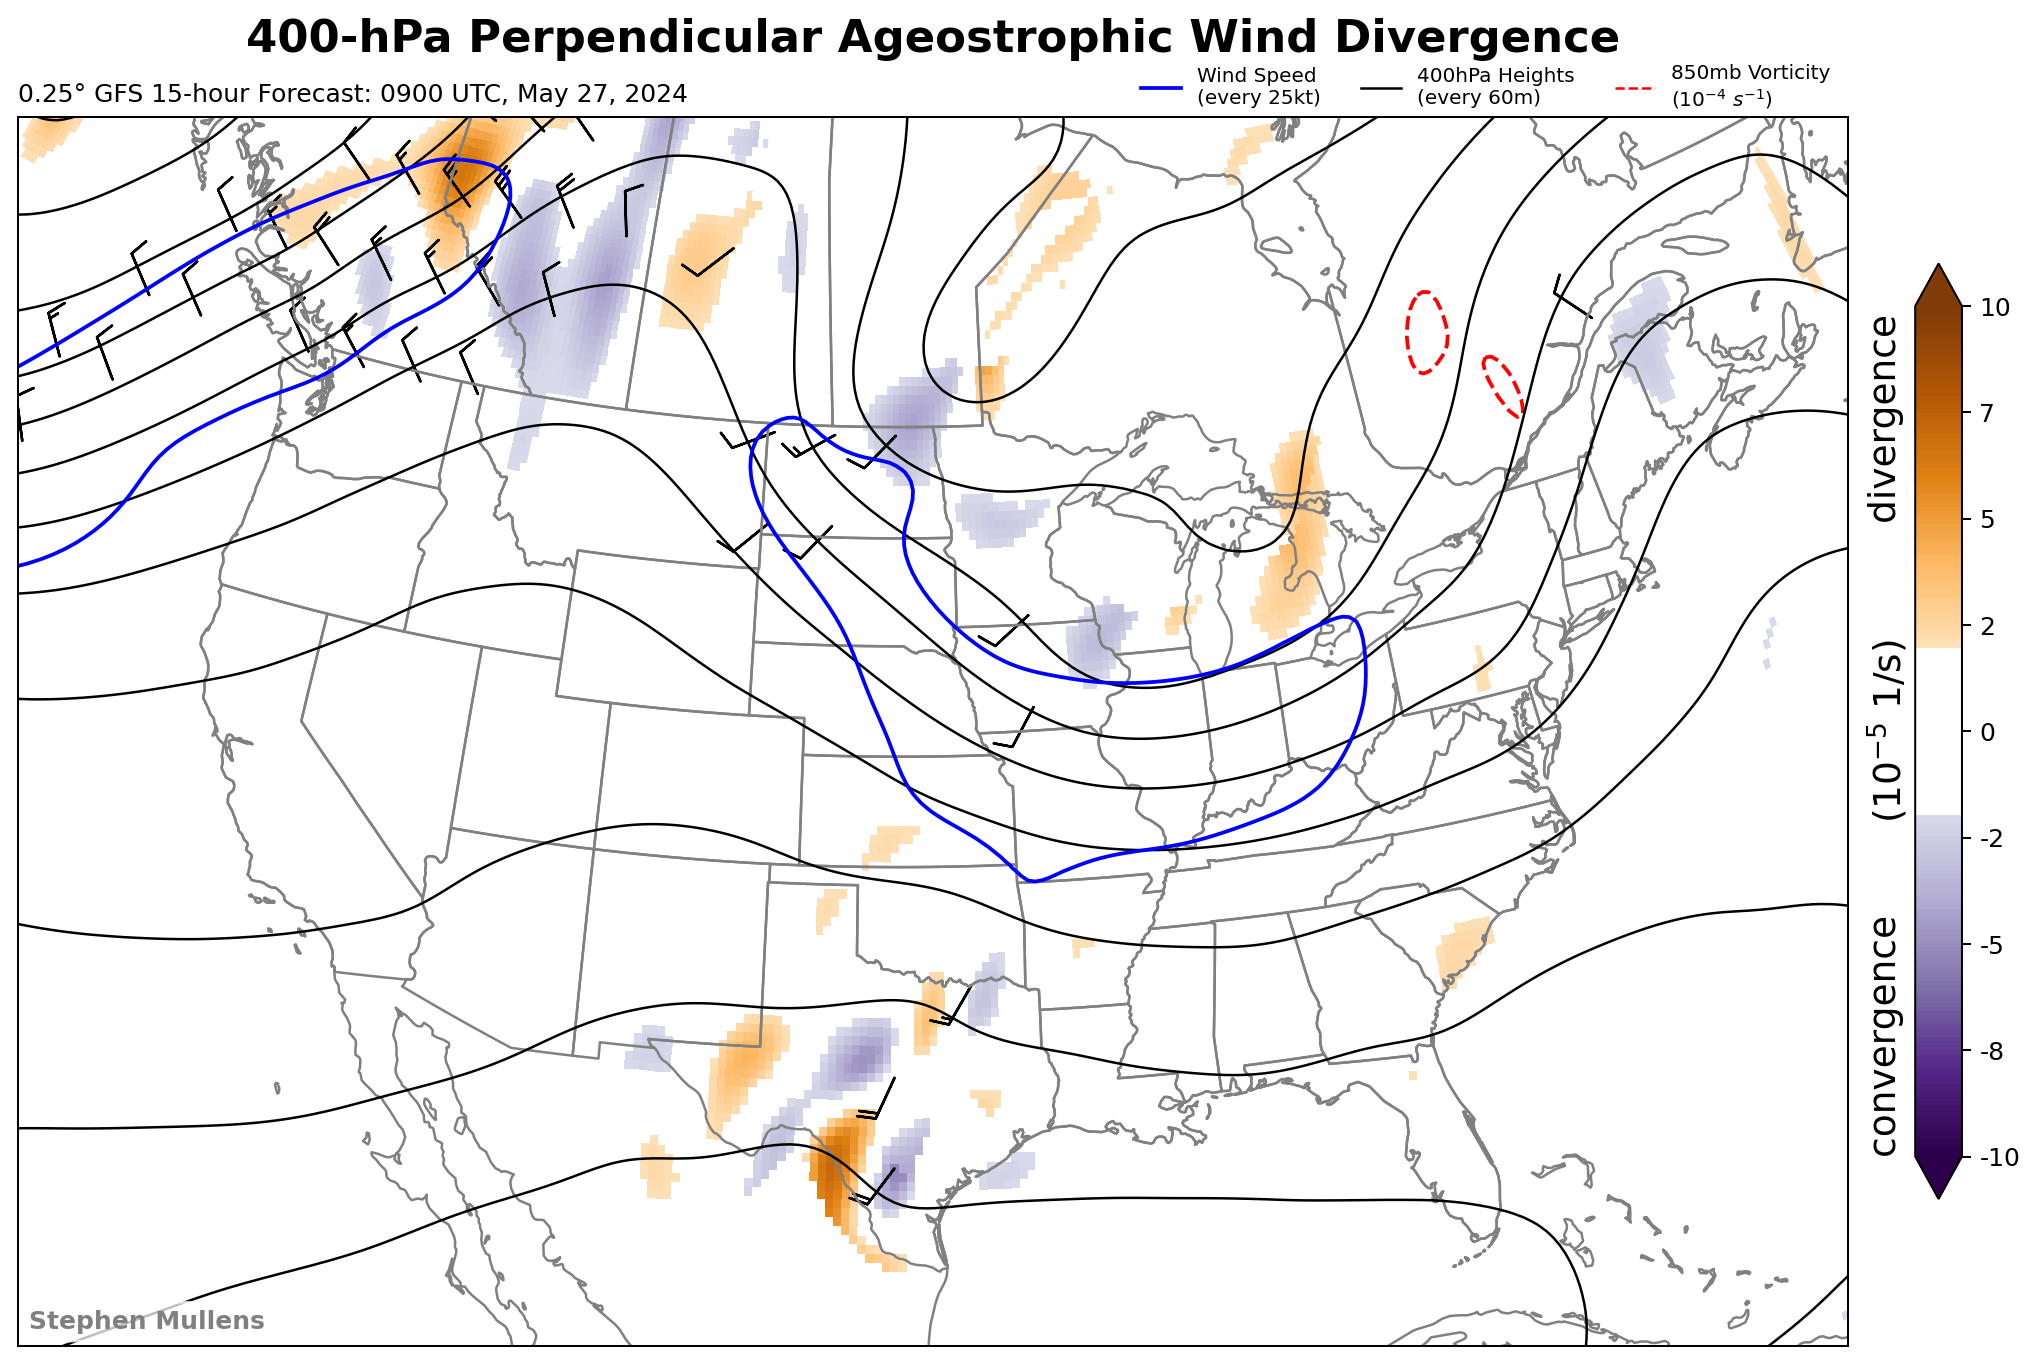 400-hPa Perpendicular Ageostrophic Wind Divergence
0.25° GFS 15-hour Forecast: 0900 UTC, May 27, 2024
Wind Speed
(every 25kt)
400hPa Heights
(every 60m)
850mb Vorticity
(10⁻⁴ s⁻¹)
10
7
5
2
0
-2
-5
-8
-10
convergence (10⁻⁵ 1/s) divergence
Stephen Mullens